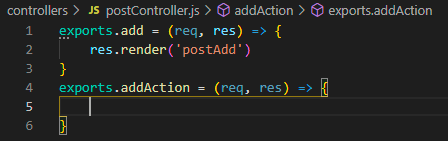 controllers > JS postController.js > addAction > exports.addAction
1 exports.add = (req, res) => {
2     res.render('postAdd')
3 }
4 exports.addAction = (req, res) => {
5
6 }